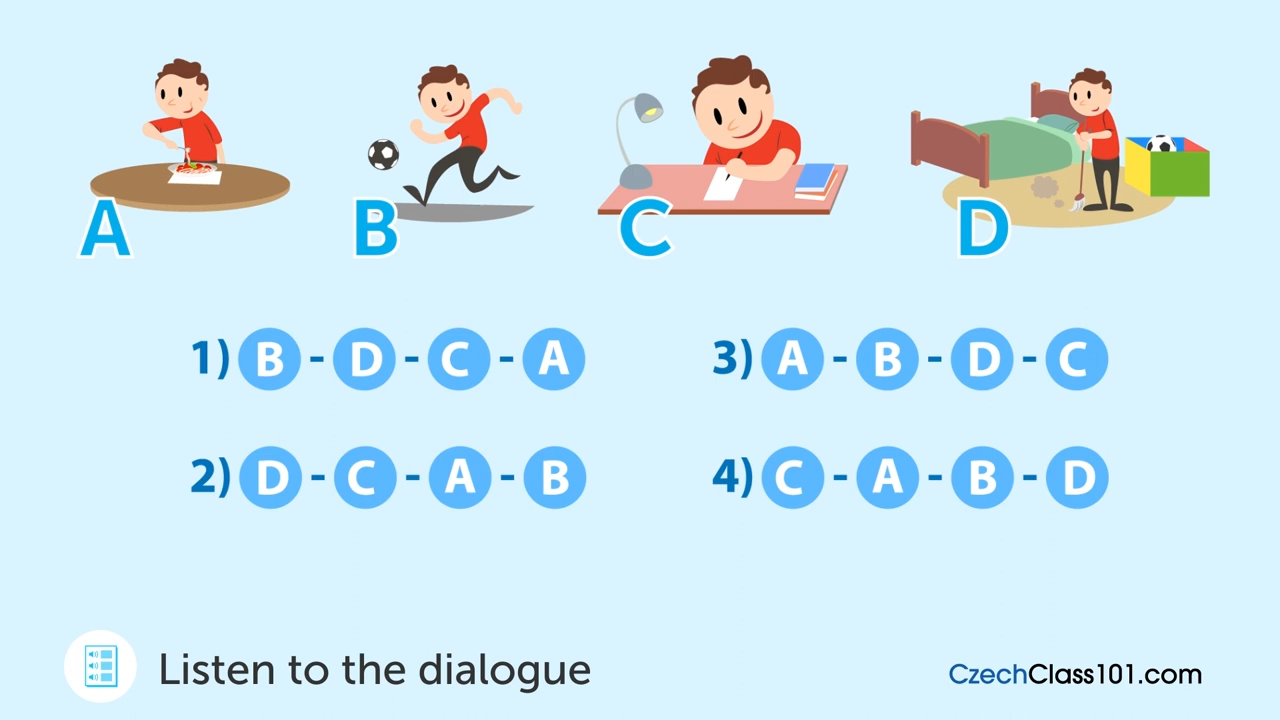 A B C D
1) B - D - C - A
3) A - B - D - C
2) D - C - A - B
4) C - A - B - D
Listen to the dialogue
CzechClass101.com